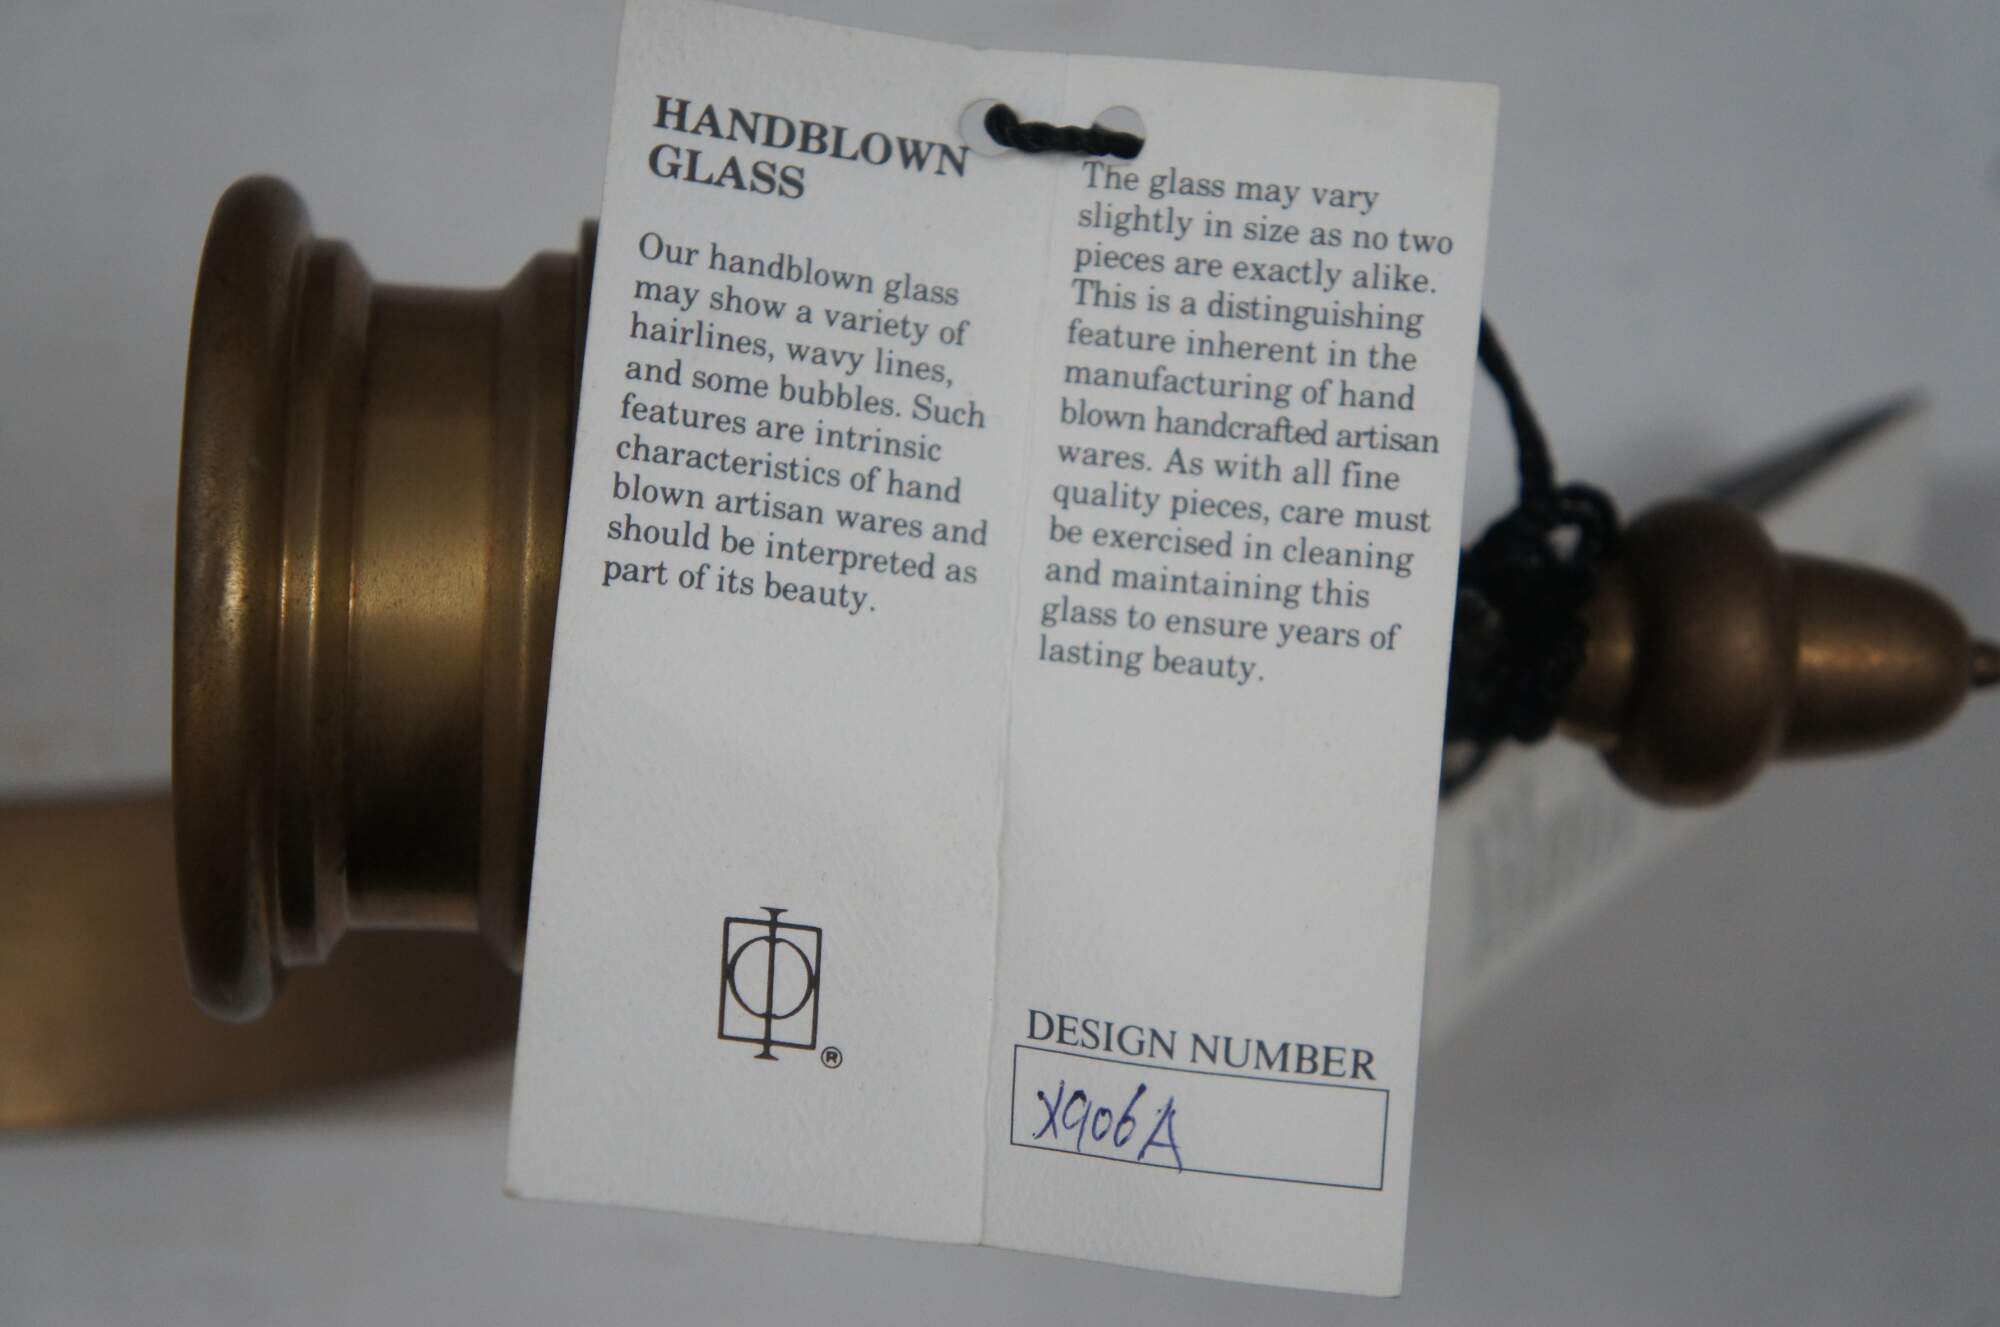 HANDBLOWN
GLASS
Our handblown glass
may show a variety of
hairlines, wavy lines,
and some bubbles. Such
features are intrinsic
characteristics of hand
blown artisan wares and
should be interpreted as
part of its beauty.
®
The glass may vary
slightly in size as no two
pieces are exactly alike.
This is a distinguishing
feature inherent in the
manufacturing of hand
blown handcrafted artisan
wares. As with all fine
quality pieces, care must
be exercised in cleaning
and maintaining this
glass to ensure years of
lasting beauty.
DESIGN NUMBER
X906A